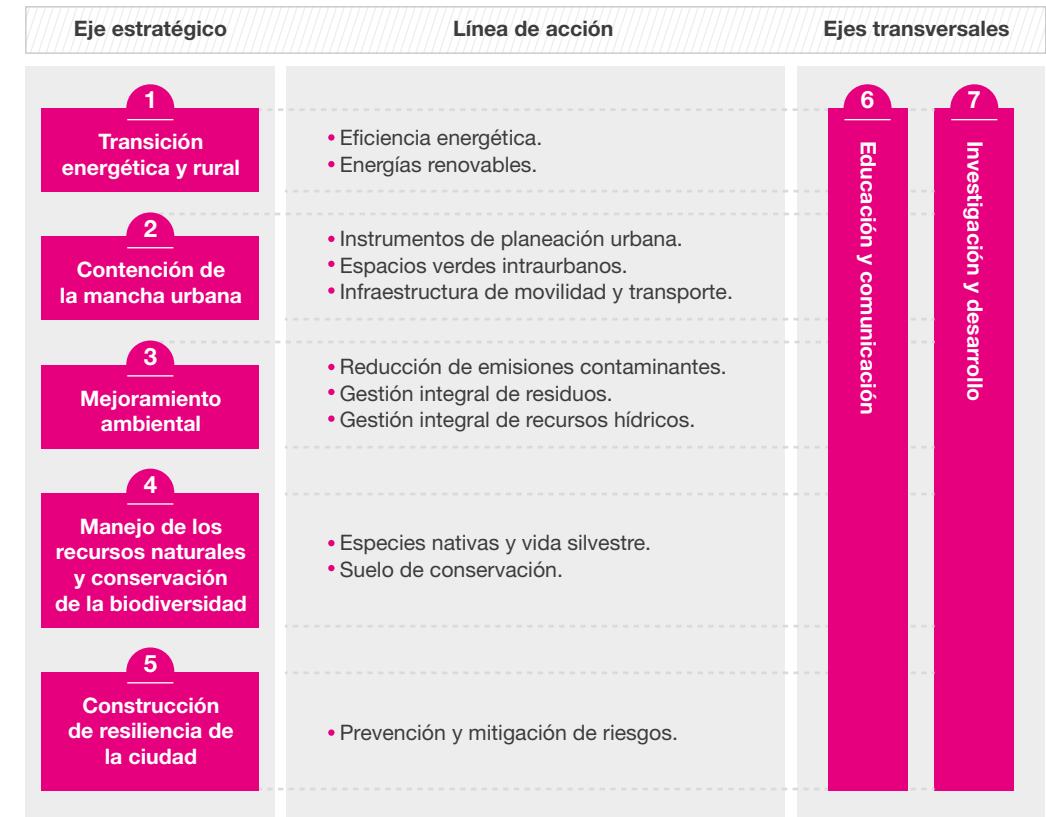 Eje estratégico
Línea de acción
Ejes transversales
1
Transición
energética y rural
• Eficiencia energética.
• Energías renovables.
2
Contención de
la mancha urbana
• Instrumentos de planeación urbana.
• Espacios verdes intraurbanos.
• Infraestructura de movilidad y transporte.
3
Mejoramiento
ambiental
• Reducción de emisiones contaminantes.
• Gestión integral de residuos.
• Gestión integral de recursos hídricos.
4
Manejo de los
recursos naturales
y conservación
de la biodiversidad
• Especies nativas y vida silvestre.
• Suelo de conservación.
5
Construcción
de resiliencia de
la ciudad
• Prevención y mitigación de riesgos.
6
Educación y comunicación
7
Investigación y desarrollo